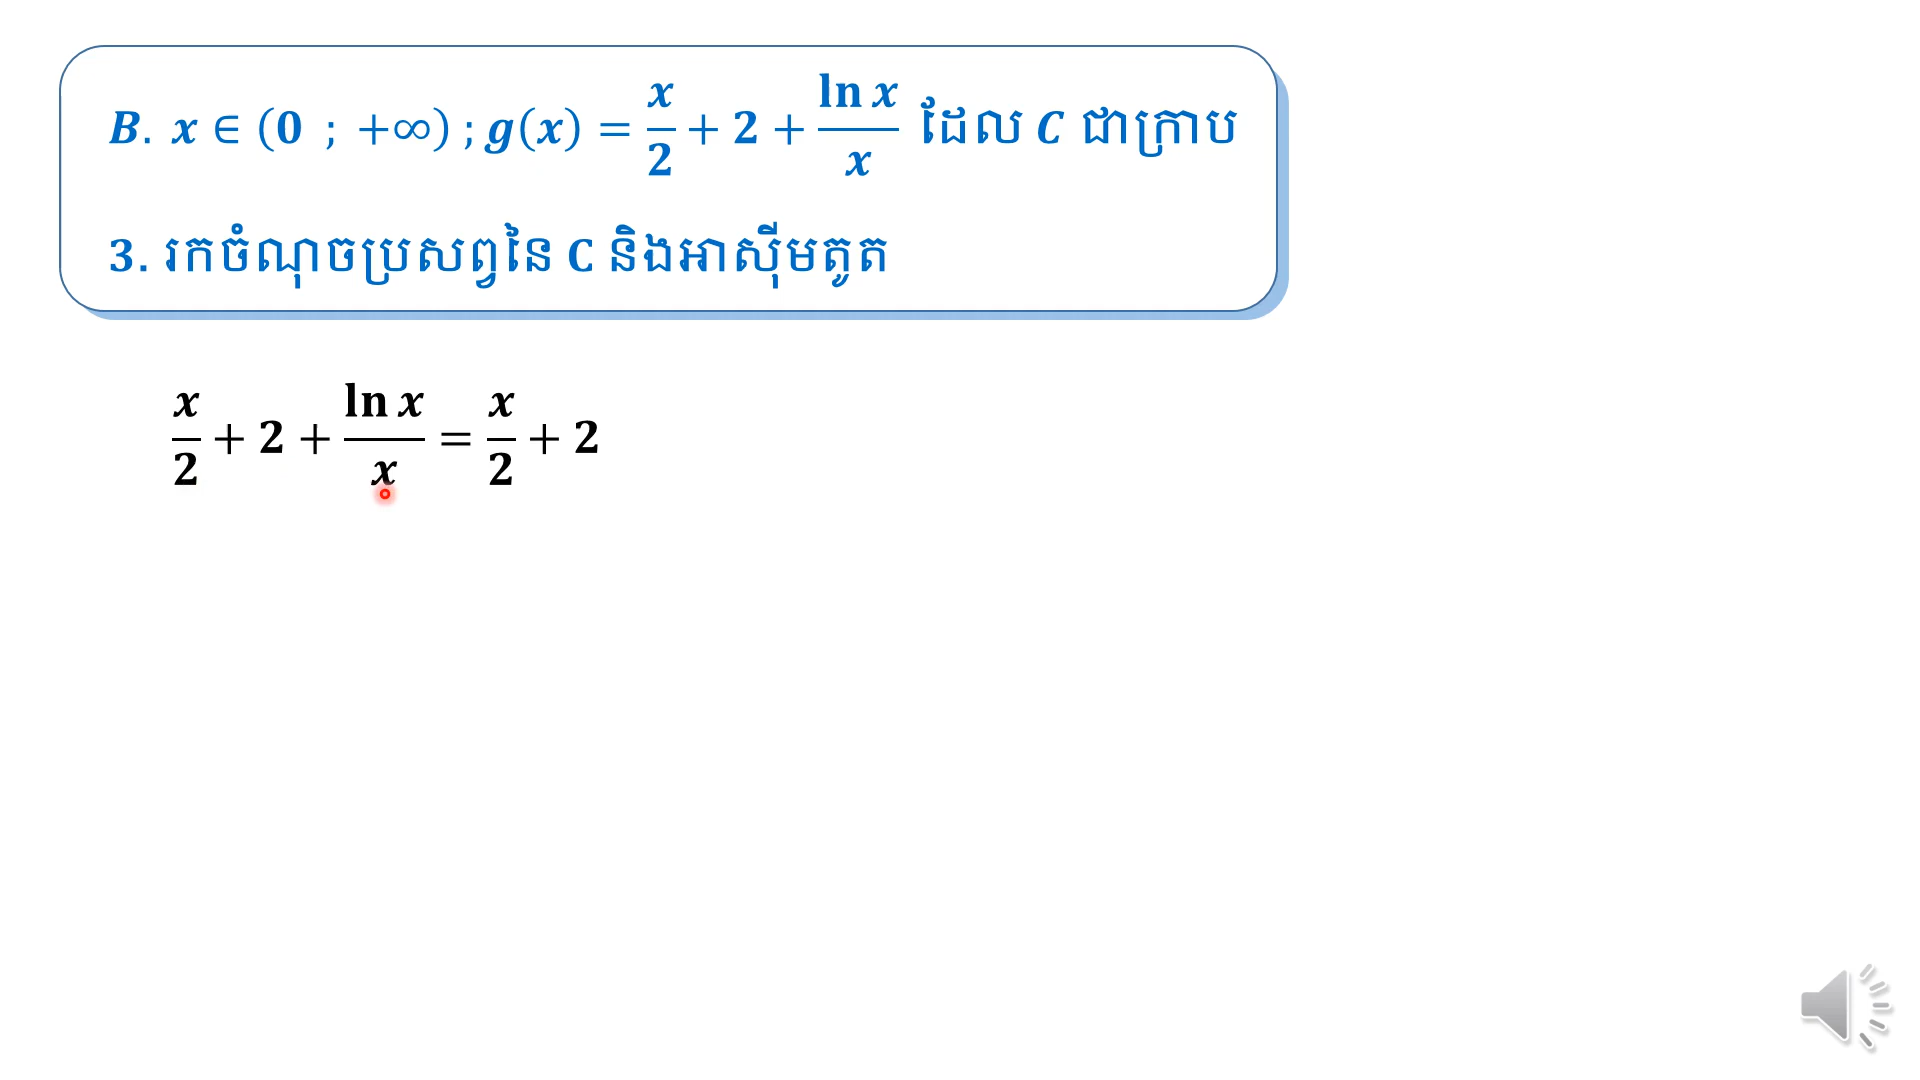 B. x ∈ (0 ; +∞) ; g(x) = x/2 + 2 + ln x/x ដែល C ជាក្រាប
3. រកចំណុចប្រសព្វនៃ C និងអាស៊ីមតូត
x/2 + 2 + ln x/x = x/2 + 2